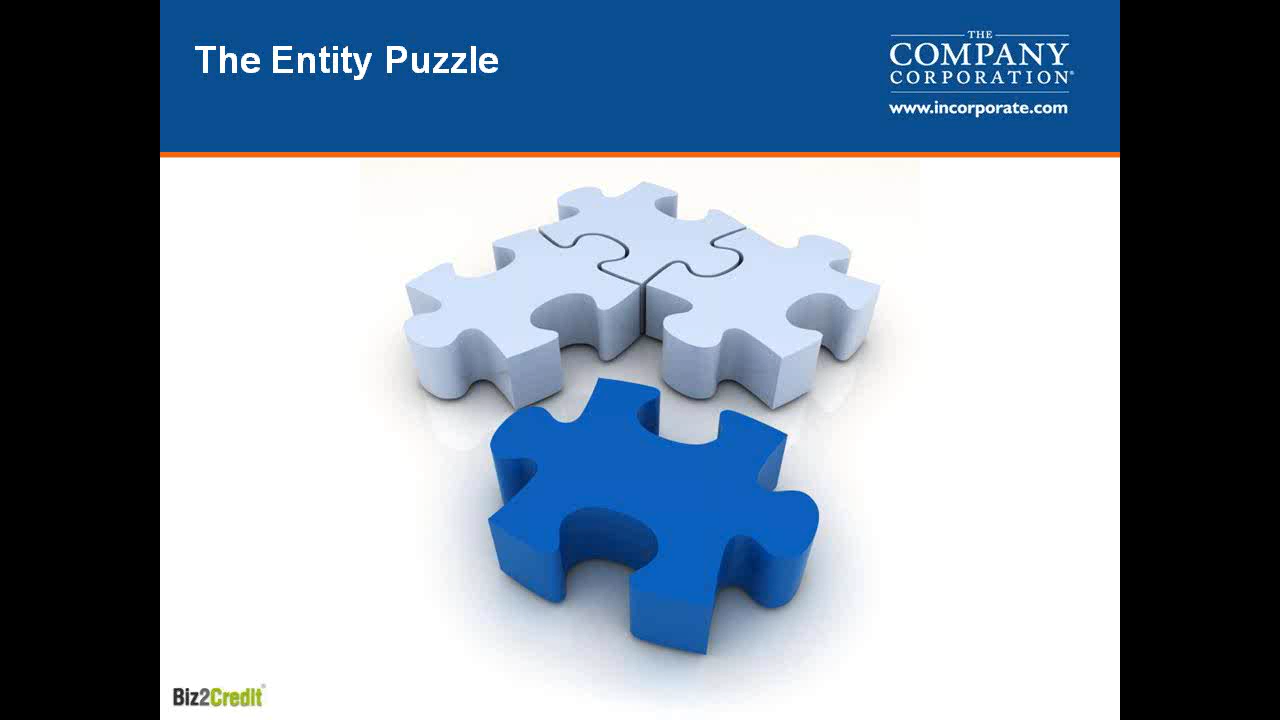 The Entity Puzzle
THE
COMPANY
CORPORATION®
www.incorporate.com
Biz2Credit®